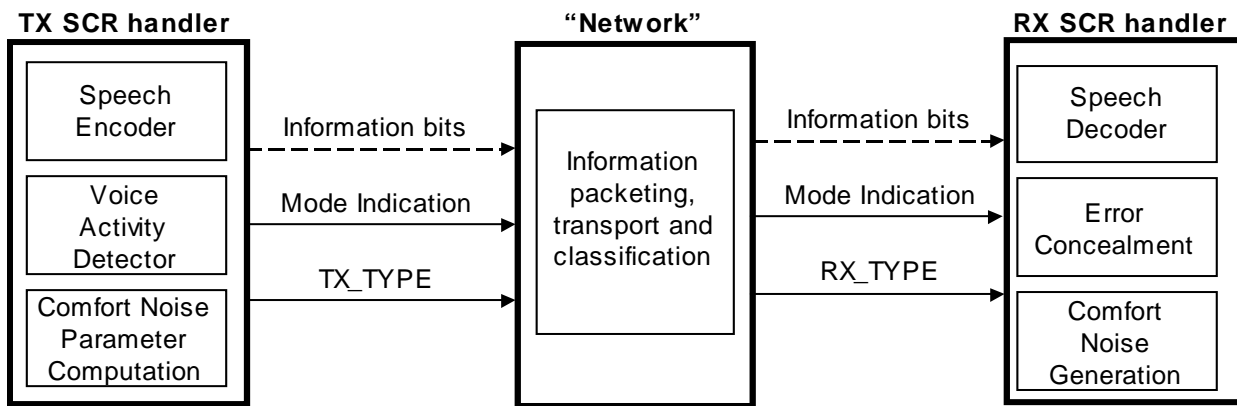 TX SCR handler
Speech
Encoder
Voice
Activity
Detector
Comfort Noise
Parameter
Computation
Information bits
Mode Indication
TX_TYPE
“Network”
Information
packeting,
transport and
classification
Information bits
Mode Indication
RX_TYPE
RX SCR handler
Speech
Decoder
Error
Concealment
Comfort
Noise
Generation